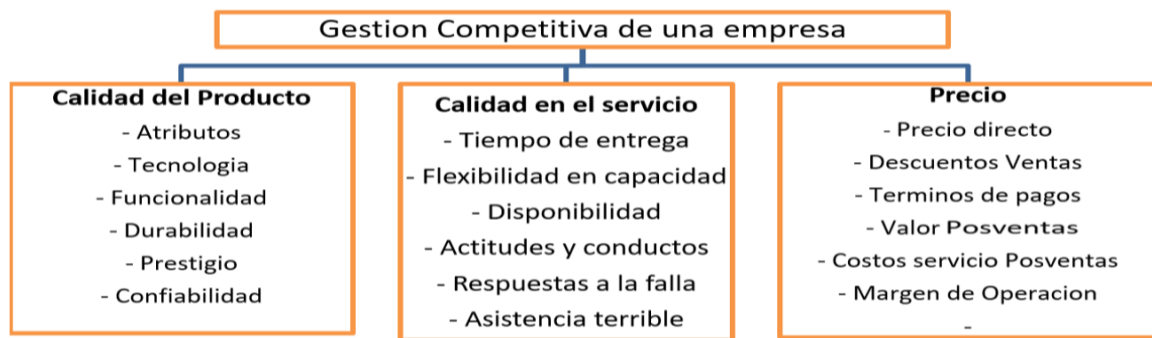 Gestion Competitiva de una empresa
Calidad del Producto
- Atributos
- Tecnologia
- Funcionalidad
- Durabilidad
- Prestigio
- Confiabilidad
Calidad en el servicio
- Tiempo de entrega
- Flexibilidad en capacidad
- Disponibilidad
- Actitudes y conductos
- Respuestas a la falla
- Asistencia terrible
Precio
- Precio directo
- Descuentos Ventas
- Terminos de pagos
- Valor Posventas
- Costos servicio Posventas
- Margen de Operacion
-